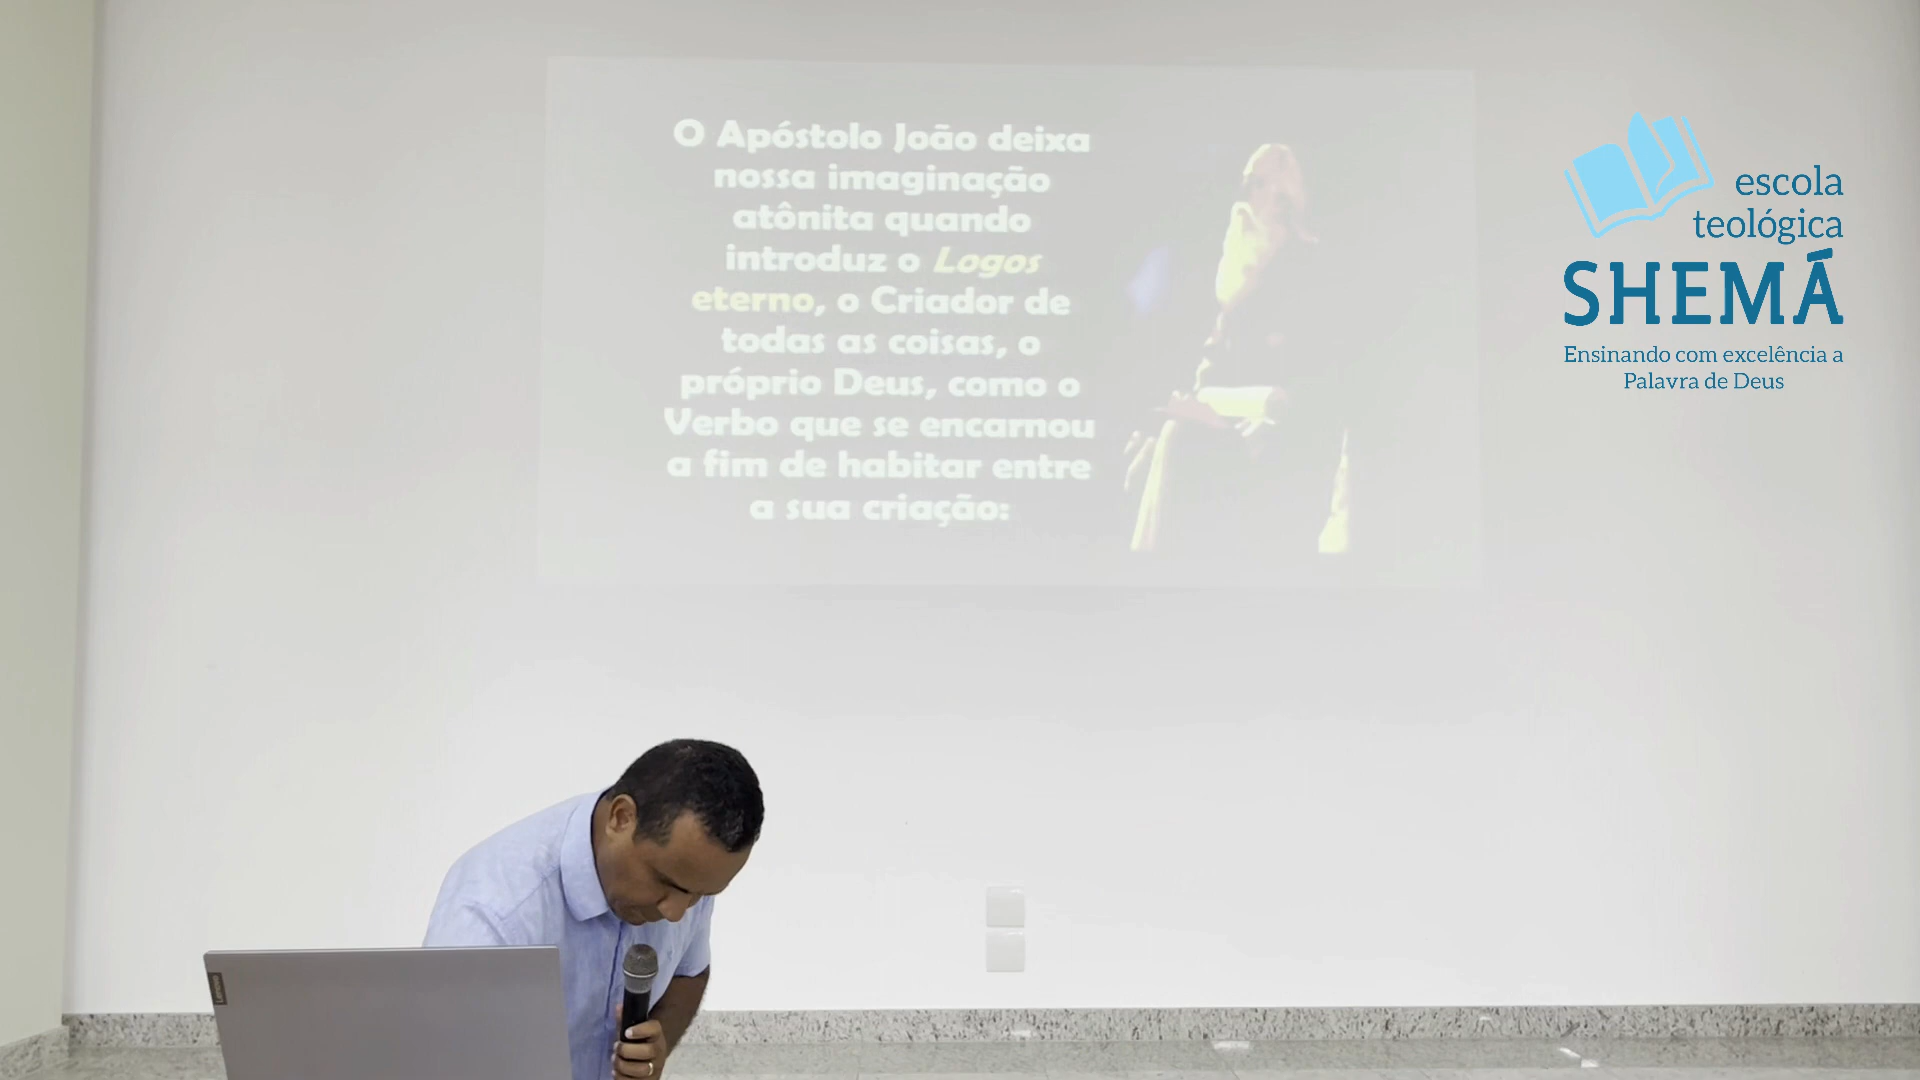 O Apóstolo João deixa
nossa imaginação
atônita quando
introduz o Logos
eterno, o Criador de
todas as coisas, o
próprio Deus, como o
Verbo que se encarnou
a fim de habitar entre
a sua criação:
escola
teológica
SHEMÁ
Ensinando com excelência a
Palavra de Deus
Lenovo